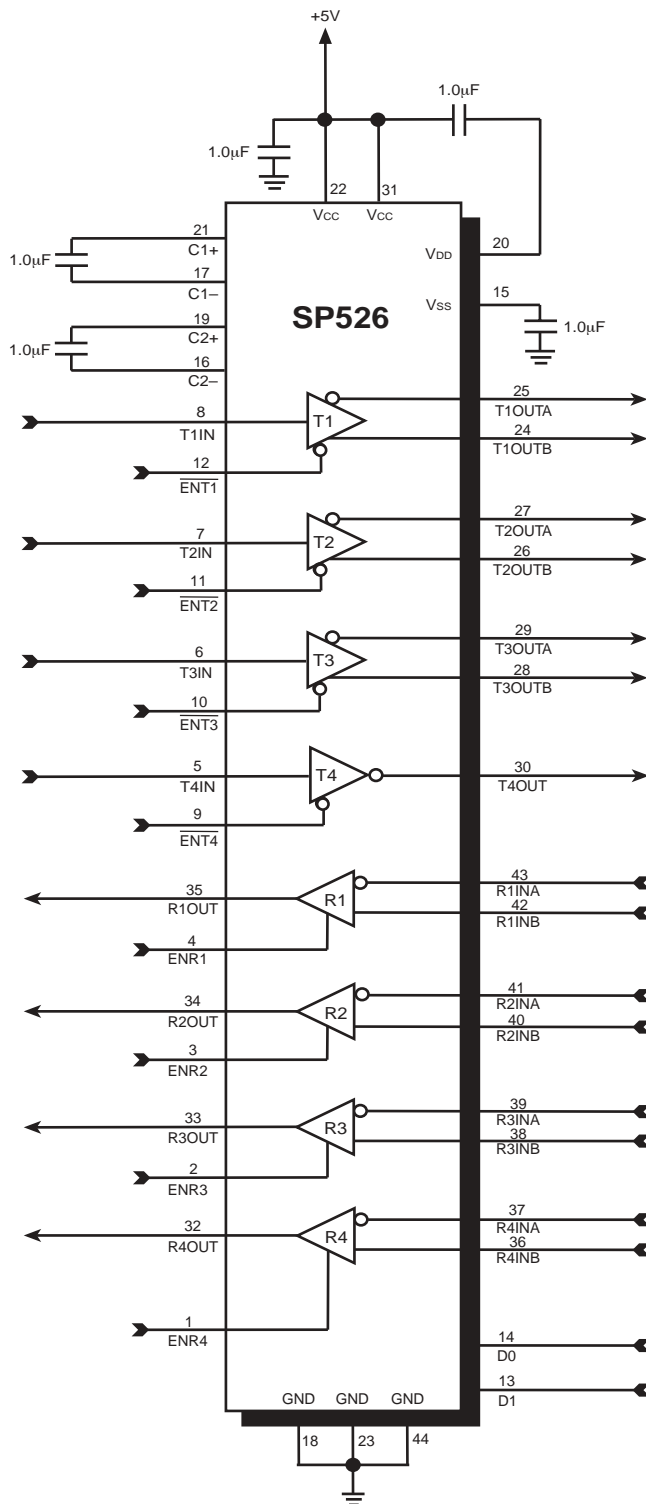 +5V
1.0µF
1.0µF
22
31
VCC
VCC
21
C1+
1.0µF
17
C1–
19
C2+
1.0µF
16
C2–
VDD
20
VSS
15
1.0µF
SP526
8
T1IN
T1
25
T1OUTA
24
T1OUTB
12
ENT1
7
T2IN
T2
27
T2OUTA
26
T2OUTB
11
ENT2
6
T3IN
T3
29
T3OUTA
28
T3OUTB
10
ENT3
5
T4IN
T4
30
T4OUT
9
ENT4
35
R1OUT
R1
43
R1INA
42
R1INB
4
ENR1
34
R2OUT
R2
41
R2INA
40
R2INB
3
ENR2
33
R3OUT
R3
39
R3INA
38
R3INB
2
ENR3
32
R4OUT
R4
37
R4INA
36
R4INB
1
ENR4
14
D0
13
D1
GND GND GND
18 23 44